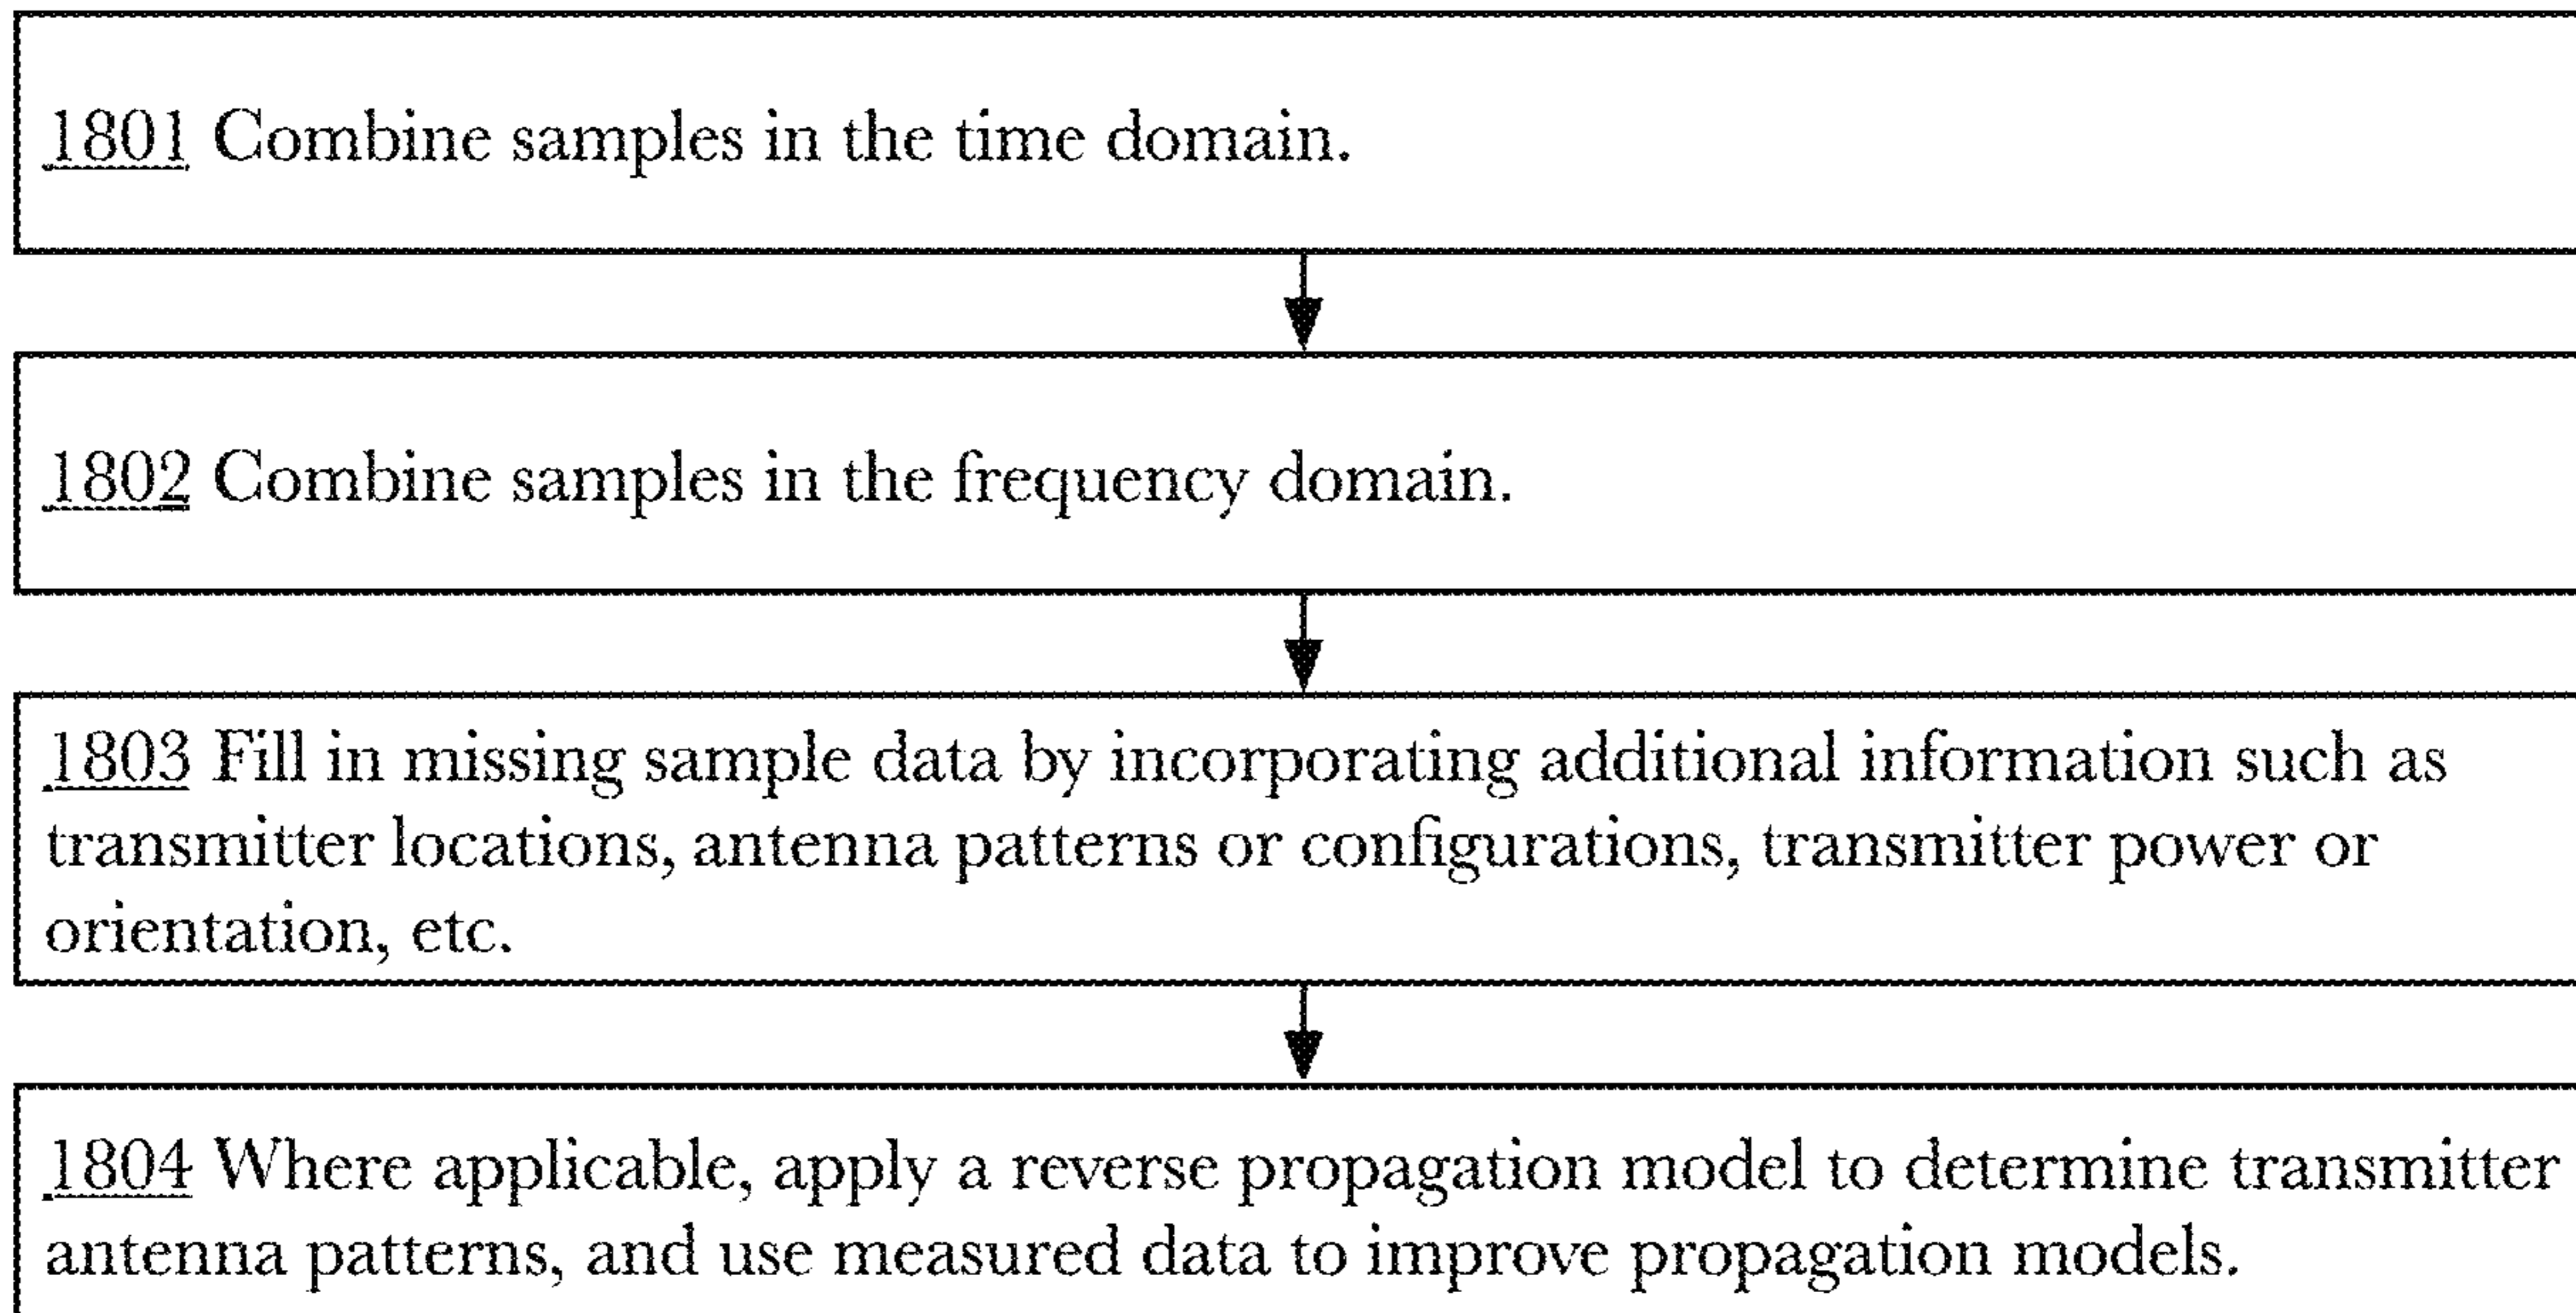 1801 Combine samples in the time domain.
1802 Combine samples in the frequency domain.
1803 Fill in missing sample data by incorporating additional information such as
transmitter locations, antenna patterns or configurations, transmitter power or
orientation, etc.
1804 Where applicable, apply a reverse propagation model to determine transmitter
antenna patterns, and use measured data to improve propagation models.